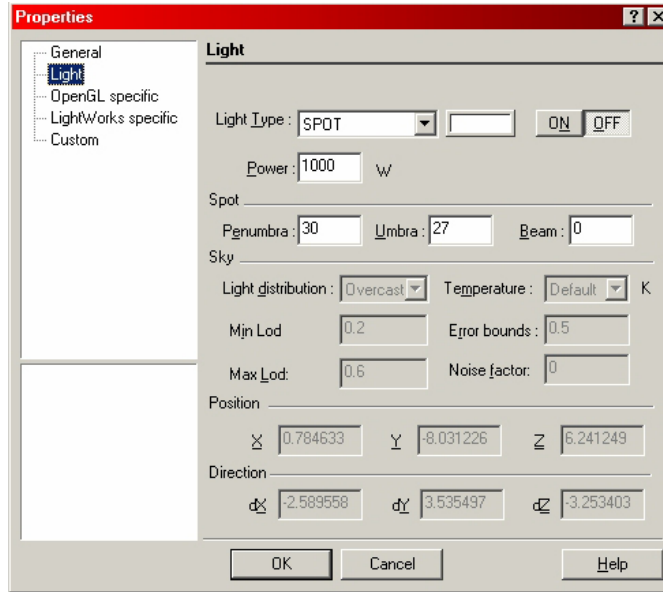 Properties
General
Light
OpenGL specific
LightWorks specific
Custom
Light
Light Type : SPOT ON OFF
Power : 1000 W
Spot
Penumbra : 30 Umbra : 27 Beam : 0
Sky
Light distribution : Overcast Temperature : Default K
Min Lod 0.2 Error bounds : 0.5
Max Lod: 0.6 Noise factor: 0
Position
X 0.784633 Y -8.031226 Z 6.241249
Direction
dX -2.589558 dY 3.535497 dZ -3.253403
OK Cancel Help